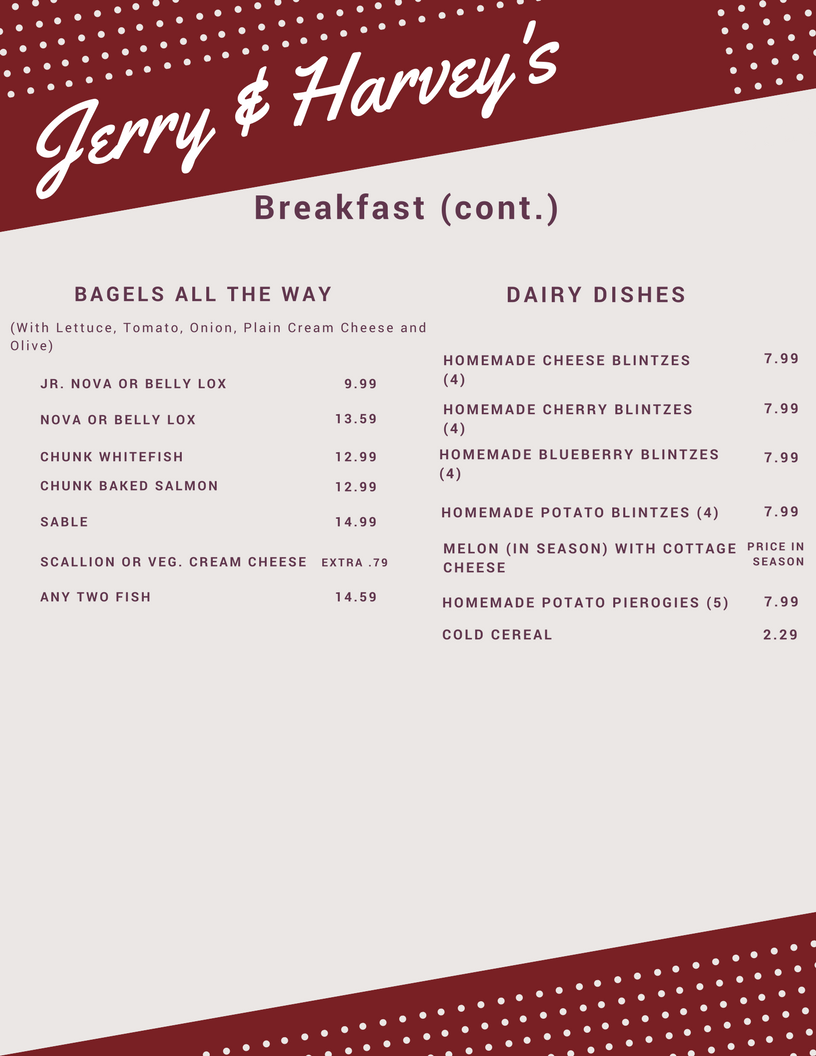 Jerry & Harvey's
Breakfast (cont.)
BAGELS ALL THE WAY
(With Lettuce, Tomato, Onion, Plain Cream Cheese and
Olive)
JR. NOVA OR BELLY LOX 9.99
NOVA OR BELLY LOX 13.59
CHUNK WHITEFISH 12.99
CHUNK BAKED SALMON 12.99
SABLE 14.99
SCALLION OR VEG. CREAM CHEESE EXTRA .79
ANY TWO FISH 14.59
DAIRY DISHES
HOMEMADE CHEESE BLINTZES 7.99
(4)
HOMEMADE CHERRY BLINTZES 7.99
(4)
HOMEMADE BLUEBERRY BLINTZES 7.99
(4)
HOMEMADE POTATO BLINTZES (4) 7.99
MELON (IN SEASON) WITH COTTAGE PRICE IN
CHEESE SEASON
HOMEMADE POTATO PIEROGIES (5) 7.99
COLD CEREAL 2.29